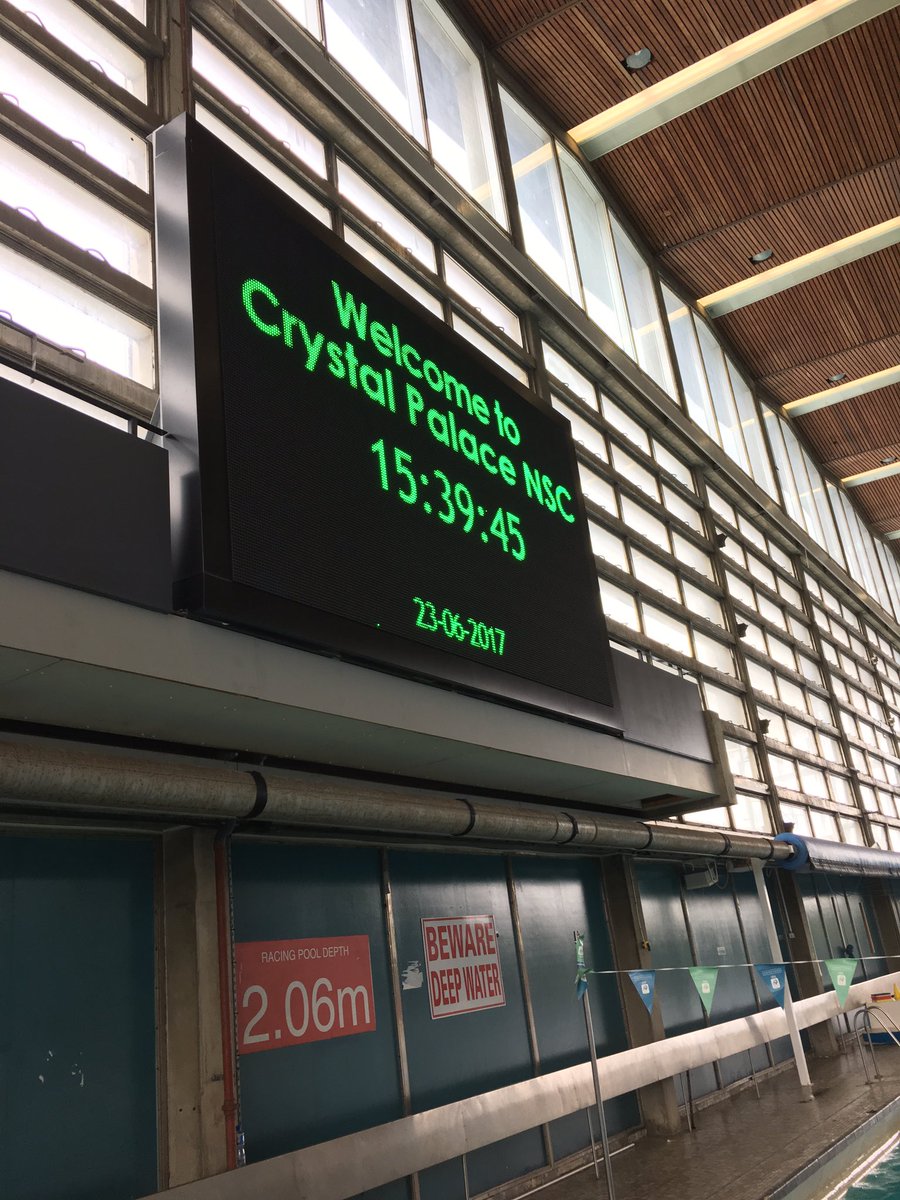 Welcome to
Crystal Palace NSC
15:39:45
23-06-2017
RACING POOL DEPTH
2.06m
BEWARE
DEEP WATER